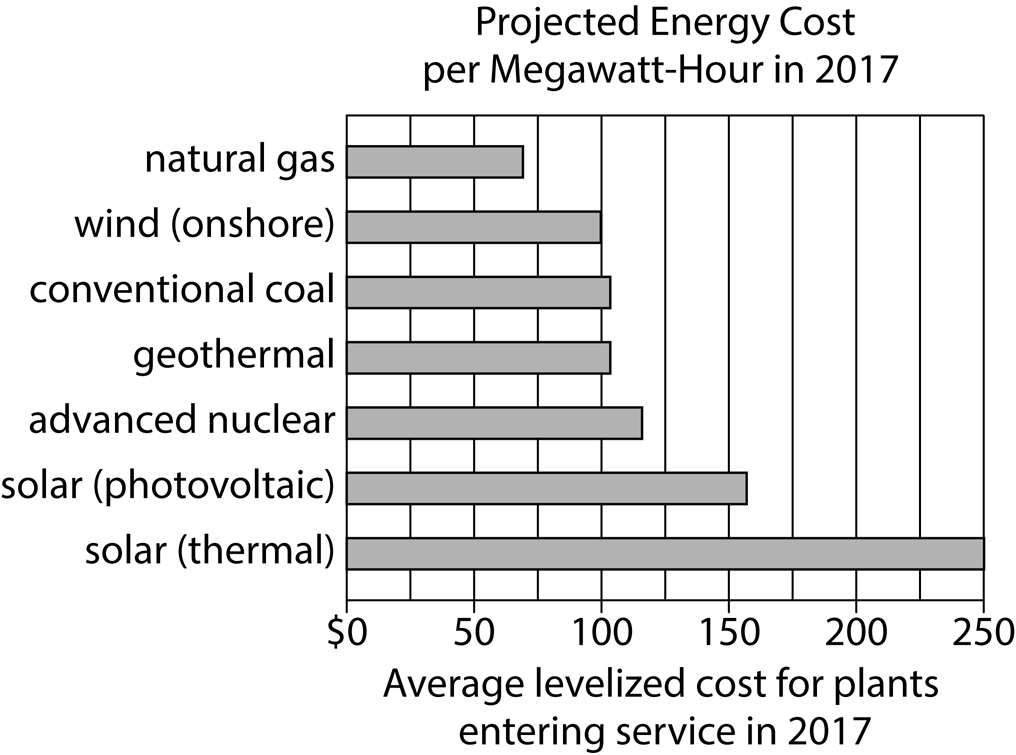 Projected Energy Cost
per Megawatt-Hour in 2017
natural gas
wind (onshore)
conventional coal
geothermal
advanced nuclear
solar (photovoltaic)
solar (thermal)
$0 50 100 150 200 250
Average levelized cost for plants
entering service in 2017